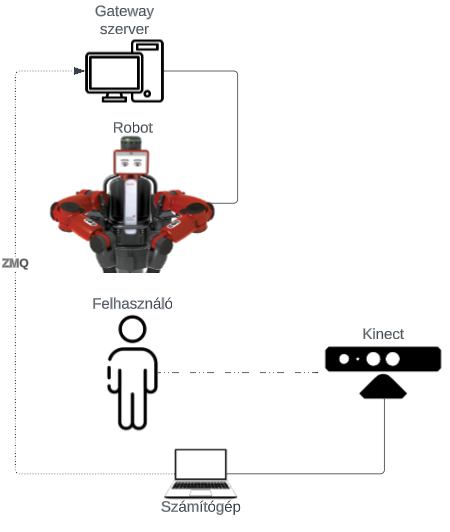 Gateway
szerver
Robot
ZMQ
Felhasználó
Kinect
Számítógép